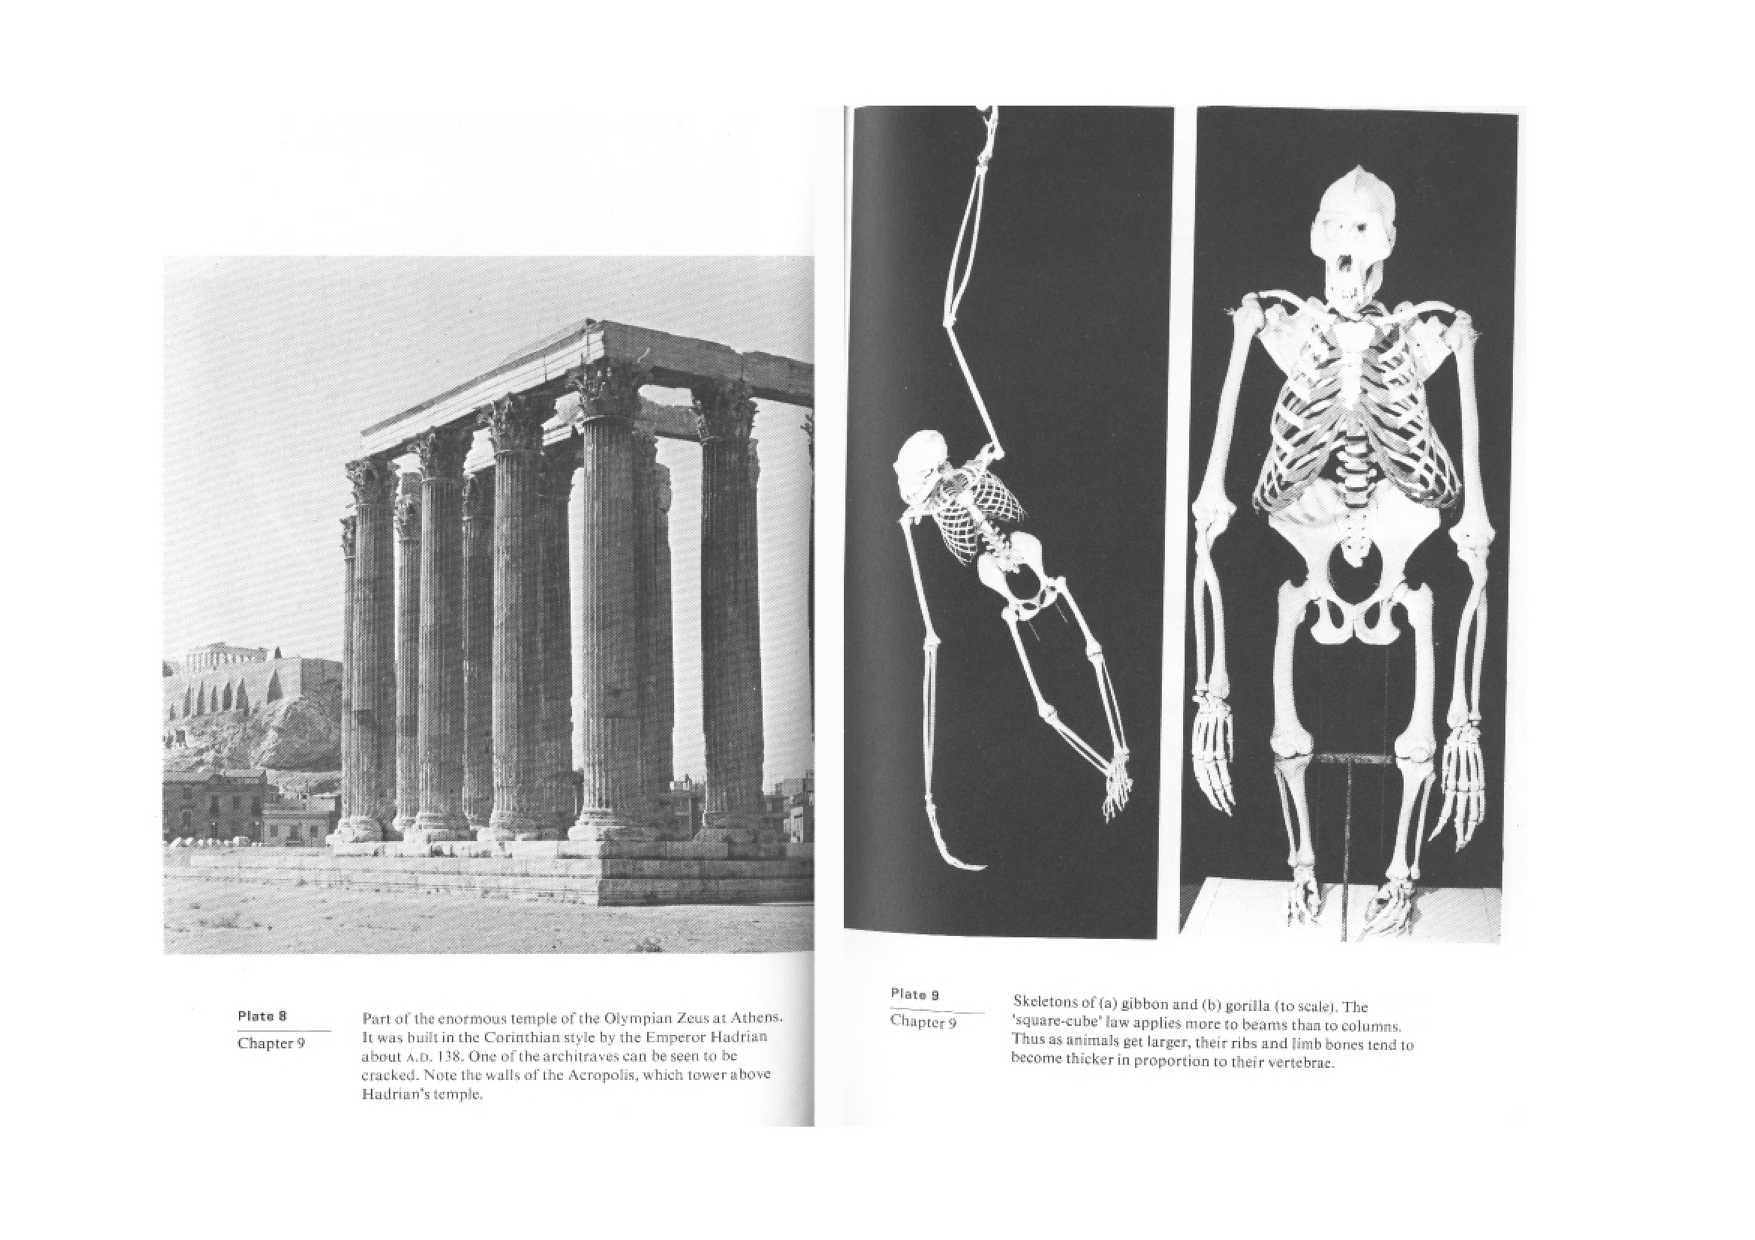 Plate 8
Chapter 9
Part of the enormous temple of the Olympian Zeus at Athens.
It was built in the Corinthian style by the Emperor Hadrian
about A.D. 138. One of the architraves can be seen to be
cracked. Note the walls of the Acropolis, which tower above
Hadrian's temple.
Plate 9
Chapter 9
Skeletons of (a) gibbon and (b) gorilla (to scale). The
'square-cube' law applies more to beams than to columns.
Thus as animals get larger, their ribs and limb bones tend to
become thicker in proportion to their vertebrae.